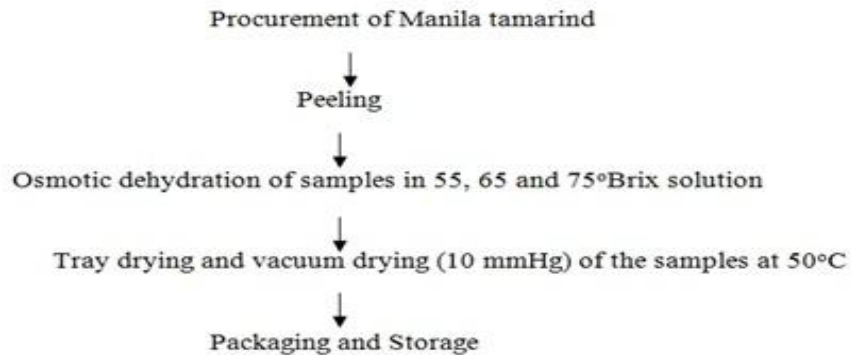 Procurement of Manila tamarind
Peeling
Osmotic dehydration of samples in 55, 65 and 75°Brix solution
Tray drying and vacuum drying (10 mmHg) of the samples at 50°C
Packaging and Storage